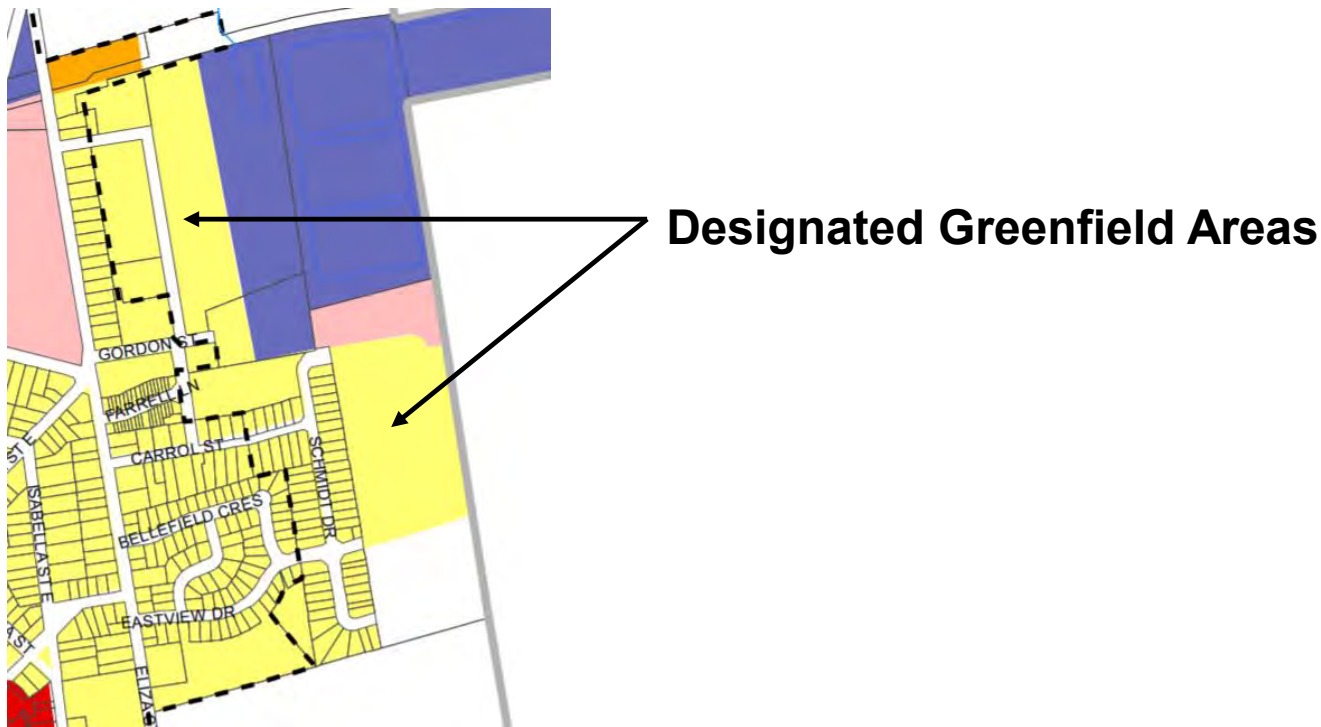 Designated Greenfield Areas
GORDON ST
FARRELL LN
CARROL ST
SCHMIDT DR
BELLEFIELD CRES
ISABELLA ST E
EASTVIEW DR